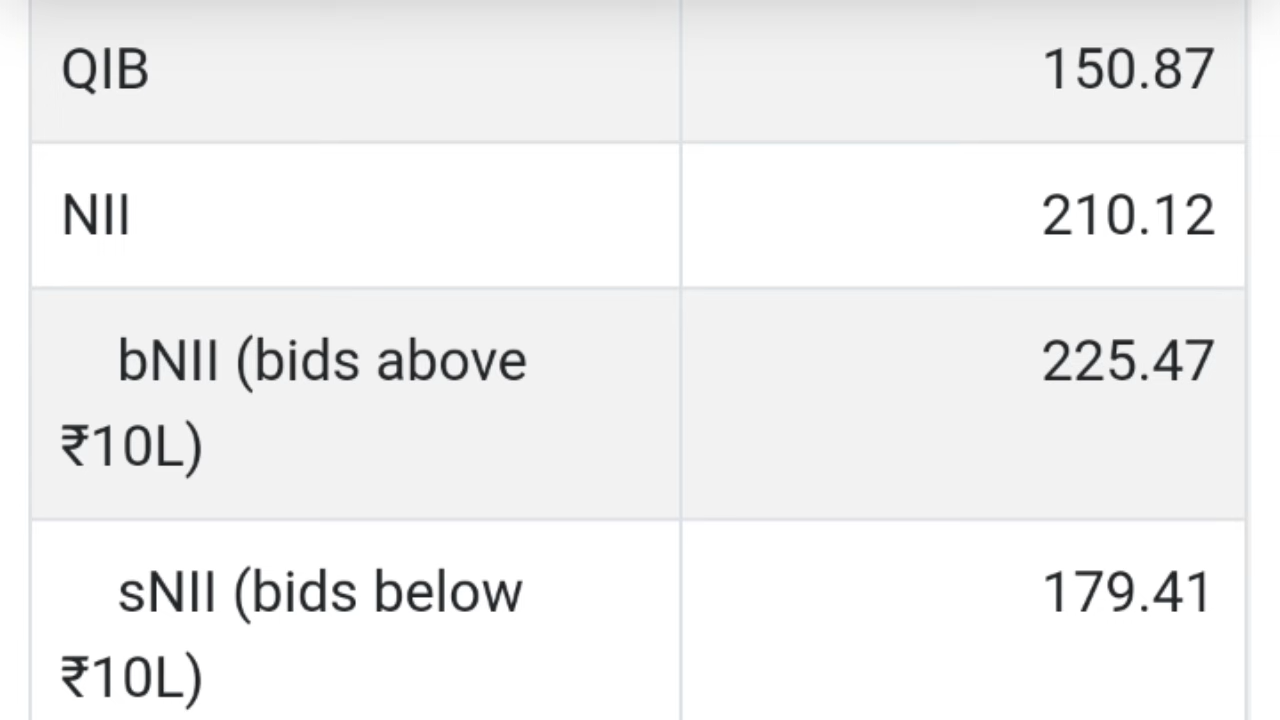 QIB 150.87
NII 210.12
bNII (bids above 225.47
₹10L)
sNII (bids below 179.41
₹10L)